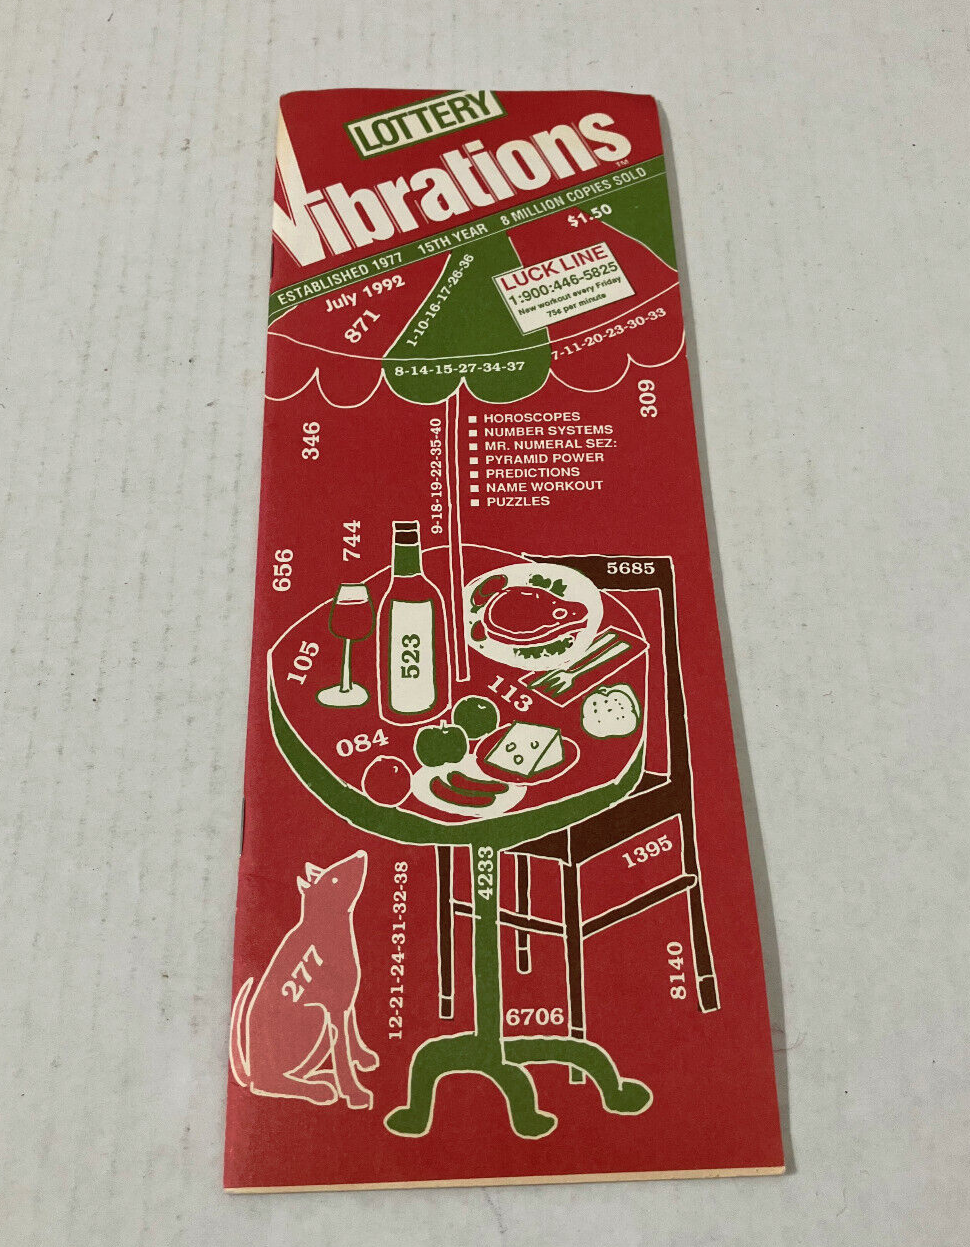 LOTTERY
Vibrations™
ESTABLISHED 1977 15TH YEAR 8 MILLION COPIES SOLD
$1.50
July 1992
LUCK LINE
1:900:446-5825
New workout every Friday
75¢ per minute
871
1-10-16-17-26-36
7-11-20-23-30-33
8-14-15-27-34-37
309
346
9-18-19-22-35-40
HOROSCOPES
NUMBER SYSTEMS
MR. NUMERAL SEZ:
PYRAMID POWER
PREDICTIONS
NAME WORKOUT
PUZZLES
744
656
5685
105
523
113
084
1395
4233
12-21-24-31-32-38
277
8140
6706